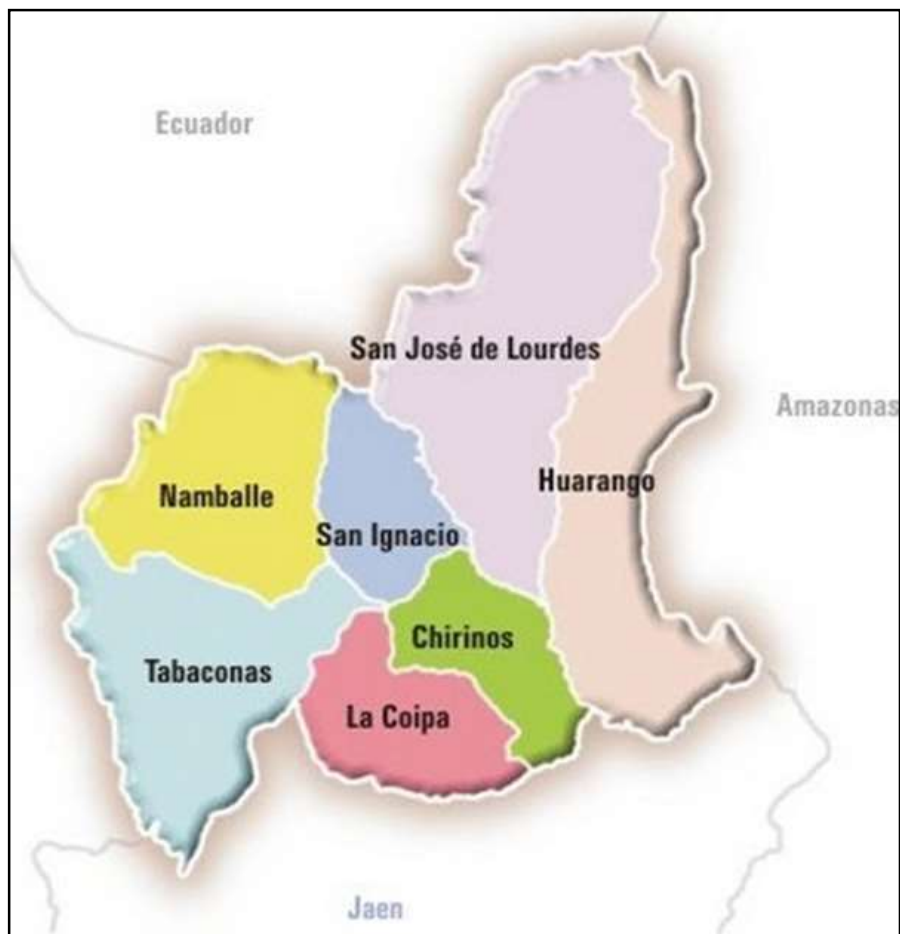 Ecuador
San José de Lourdes
Amazonas
Huarango
Namballe
San Ignacio
Chirinos
Tabaconas
La Coipa
Jaen